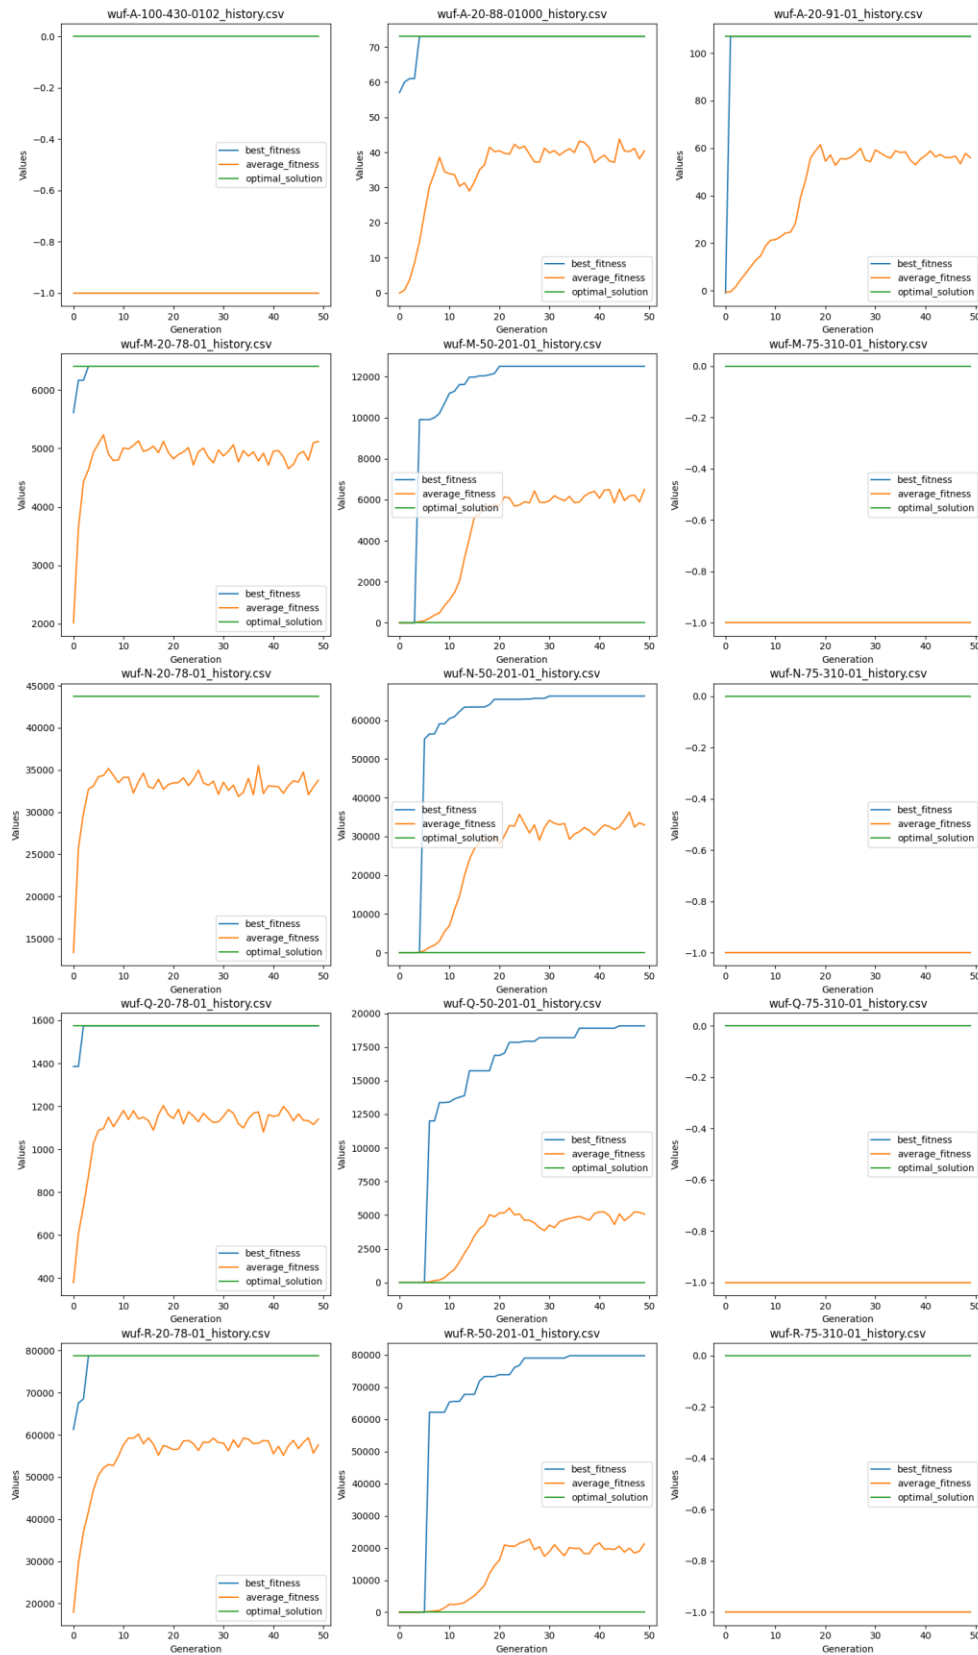 wuf-A-100-430-0102_history.csv
0.0
−0.2
−0.4
−0.6
−0.8
−1.0
Values
best_fitness
average_fitness
optimal_solution
0 10 20 30 40 50
Generation
wuf-A-20-88-01000_history.csv
70
60
50
40
30
20
10
0
Values
best_fitness
average_fitness
optimal_solution
0 10 20 30 40 50
Generation
wuf-A-20-91-01_history.csv
100
80
60
40
20
0
Values
best_fitness
average_fitness
optimal_solution
0 10 20 30 40 50
Generation
wuf-M-20-78-01_history.csv
6000
5000
4000
3000
2000
Values
best_fitness
average_fitness
optimal_solution
0 10 20 30 40 50
Generation
wuf-M-50-201-01_history.csv
12000
10000
8000
6000
4000
2000
0
Values
best_fitness
average_fitness
optimal_solution
0 10 20 30 40 50
Generation
wuf-M-75-310-01_history.csv
0.0
−0.2
−0.4
−0.6
−0.8
−1.0
Values
best_fitness
average_fitness
optimal_solution
0 10 20 30 40 50
Generation
wuf-N-20-78-01_history.csv
45000
40000
35000
30000
25000
20000
15000
Values
best_fitness
average_fitness
optimal_solution
0 10 20 30 40 50
Generation
wuf-N-50-201-01_history.csv
60000
50000
40000
30000
20000
10000
0
Values
best_fitness
average_fitness
optimal_solution
0 10 20 30 40 50
Generation
wuf-N-75-310-01_history.csv
0.0
−0.2
−0.4
−0.6
−0.8
−1.0
Values
best_fitness
average_fitness
optimal_solution
0 10 20 30 40 50
Generation
wuf-Q-20-78-01_history.csv
1600
1400
1200
1000
800
600
400
Values
best_fitness
average_fitness
optimal_solution
0 10 20 30 40 50
Generation
wuf-Q-50-201-01_history.csv
20000
17500
15000
12500
10000
7500
5000
2500
0
Values
best_fitness
average_fitness
optimal_solution
0 10 20 30 40 50
Generation
wuf-Q-75-310-01_history.csv
0.0
−0.2
−0.4
−0.6
−0.8
−1.0
Values
best_fitness
average_fitness
optimal_solution
0 10 20 30 40 50
Generation
wuf-R-20-78-01_history.csv
80000
70000
60000
50000
40000
30000
20000
Values
best_fitness
average_fitness
optimal_solution
0 10 20 30 40 50
Generation
wuf-R-50-201-01_history.csv
80000
70000
60000
50000
40000
30000
20000
10000
0
Values
best_fitness
average_fitness
optimal_solution
0 10 20 30 40 50
Generation
wuf-R-75-310-01_history.csv
0.0
−0.2
−0.4
−0.6
−0.8
−1.0
Values
best_fitness
average_fitness
optimal_solution
0 10 20 30 40 50
Generation